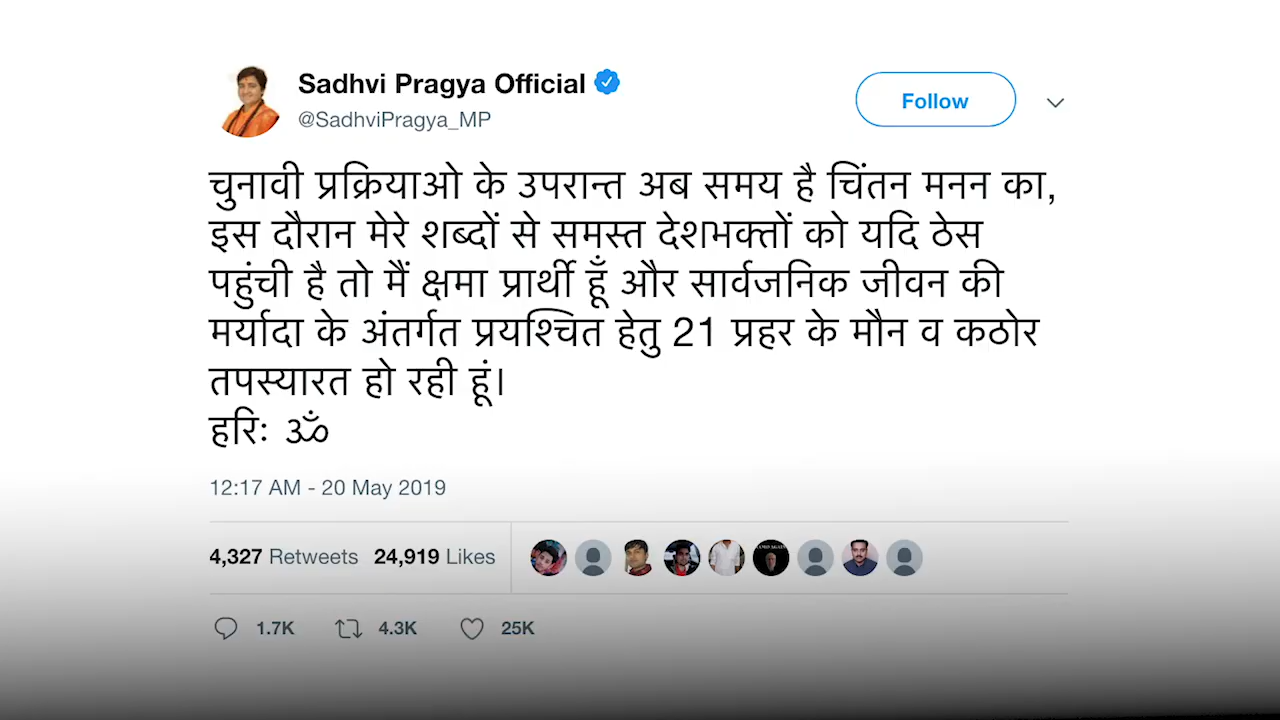 Sadhvi Pragya Official
@SadhviPragya_MP
Follow
चुनावी प्रक्रियाओ के उपरान्त अब समय है चिंतन मनन का,
इस दौरान मेरे शब्दों से समस्त देशभक्तों को यदि ठेस
पहुंची है तो मैं क्षमा प्रार्थी हूँ और सार्वजनिक जीवन की
मर्यादा के अंतर्गत प्रयश्चित हेतु 21 प्रहर के मौन व कठोर
तपस्यारत हो रही हूं।
हरिः ॐ
12:17 AM - 20 May 2019
4,327 Retweets 24,919 Likes
1.7K 4.3K 25K